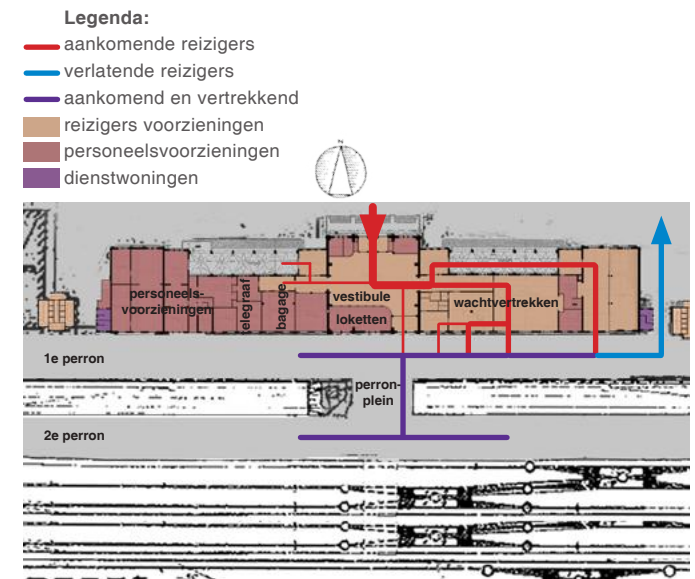 Legenda:
aankomende reizigers
verlatende reizigers
aankomend en vertrekkend
reizigers voorzieningen
personeelsvoorzieningen
dienstwoningen
N
personeels-
voorzieningen
telegraaf
bagage
vestibule
loketten
wachtvertrekken
1e perron
perron-
plein
2e perron